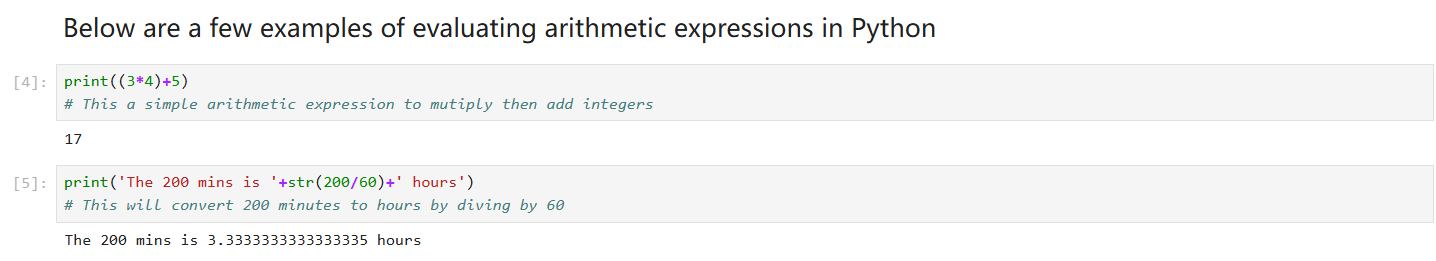 Below are a few examples of evaluating arithmetic expressions in Python
[4]: print((3*4)+5)
# This a simple arithmetic expression to mutiply then add integers
17
[5]: print('The 200 mins is '+str(200/60)+' hours')
# This will convert 200 minutes to hours by diving by 60
The 200 mins is 3.3333333333333335 hours